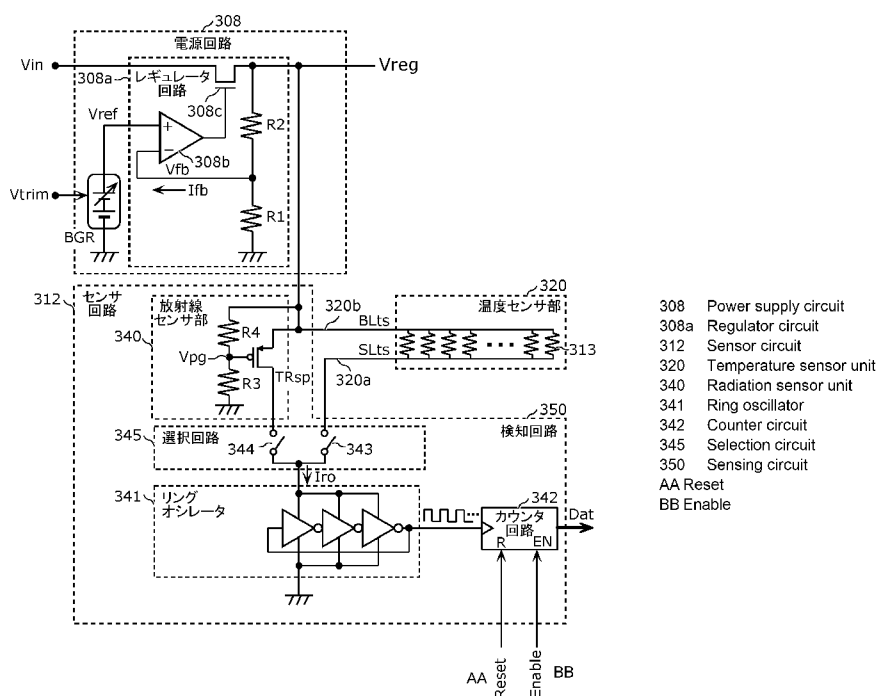 308
電源回路
Vin
Vreg
308a
レギュレータ
回路
308c
Vref
+
−
308b
R2
Vfb
Ifb
Vtrim
R1
BGR
312
センサ
回路
放射線
センサ部
340
R4
Vpg
R3
TRsp
320b
320
温度センサ部
BLts
SLts
313
320a
350
検知回路
345
選択回路
344
343
Iro
341
リング
オシレータ
342
カウンタ
回路
R
EN
Dat
AA
Reset
Enable
BB
308 Power supply circuit
308a Regulator circuit
312 Sensor circuit
320 Temperature sensor unit
340 Radiation sensor unit
341 Ring oscillator
342 Counter circuit
345 Selection circuit
350 Sensing circuit
AA Reset
BB Enable